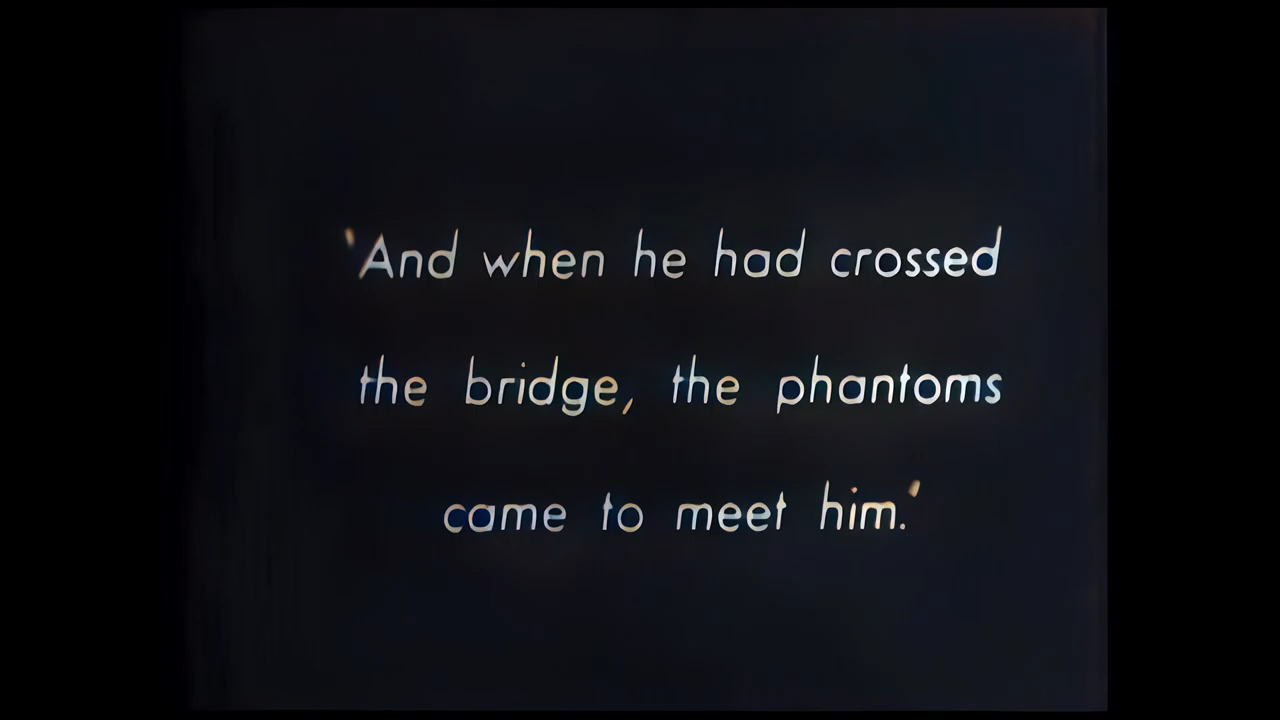 'And when he had crossed
the bridge, the phantoms
came to meet him.'